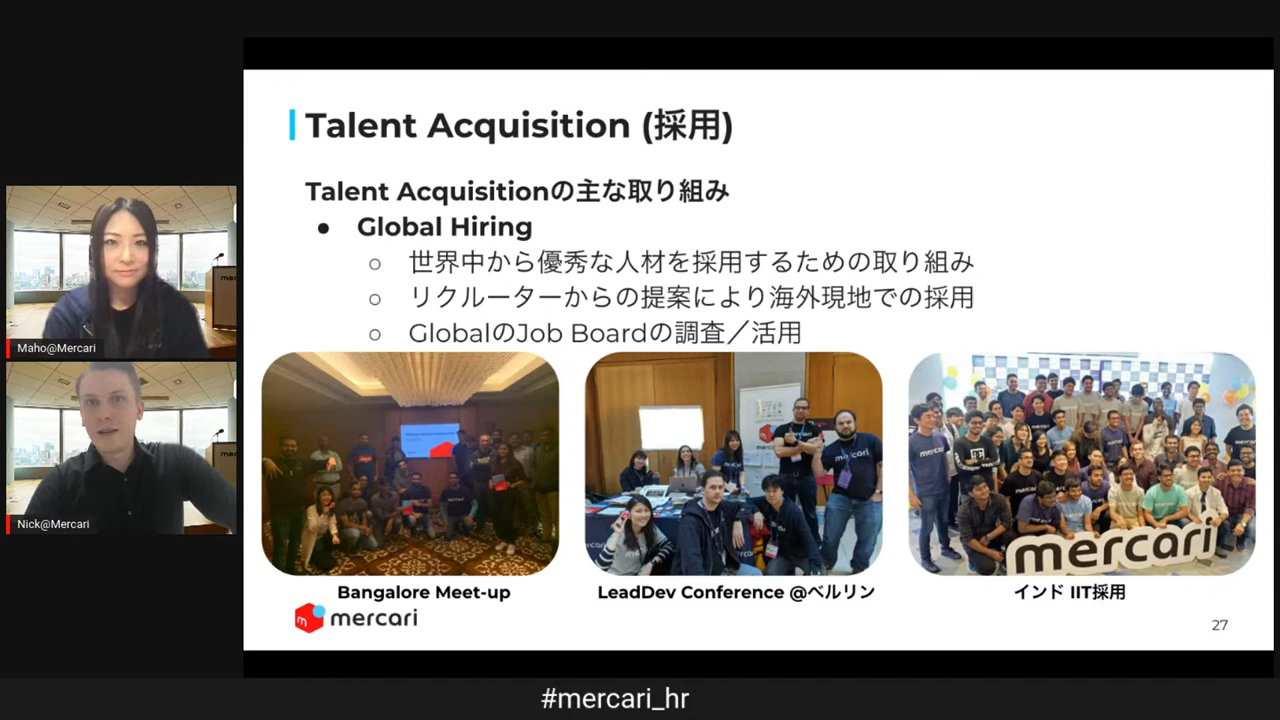 Talent Acquisition (採用)
Talent Acquisitionの主な取り組み
● Global Hiring
○ 世界中から優秀な人材を採用するための取り組み
○ リクルーターからの提案により海外現地での採用
○ GlobalのJob Boardの調査／活用
Maho@Mercari
Nick@Mercari
mercari
mercari
mercari
mercari
Bangalore Meet-up
LeadDev Conference @ベルリン
インド IIT採用
mercari
27
#mercari_hr